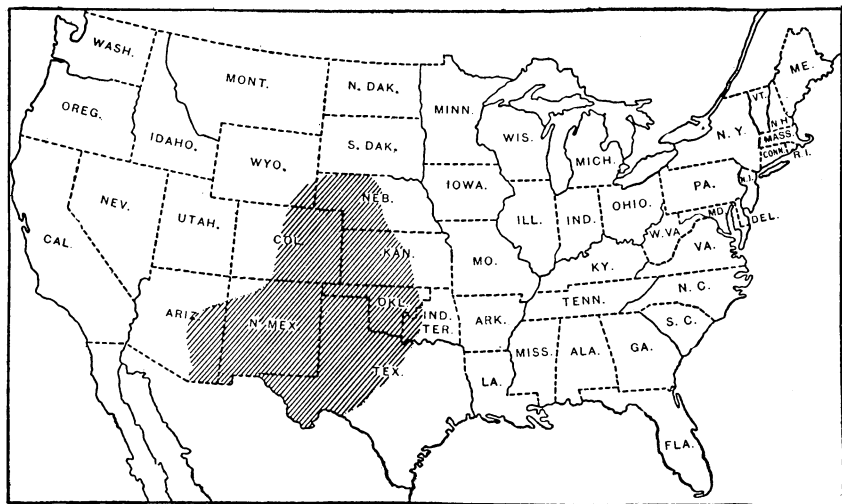 WASH.
MONT.
N. DAK.
MINN.
ME.
OREG.
IDAHO.
S. DAK.
WIS.
MICH.
VT.
N.H.
N.Y.
MASS.
CONN.
R.I.
WYO.
NEB.
IOWA.
PA.
N.J.
NEV.
UTAH.
COL.
KAN.
ILL.
IND.
OHIO.
MD.
DEL.
W.VA.
VA.
CAL.
MO.
KY.
N.C.
ARIZ.
N. MEX.
OKL.
IND.
TER.
ARK.
TENN.
S.C.
TEX.
LA.
MISS.
ALA.
GA.
FLA.